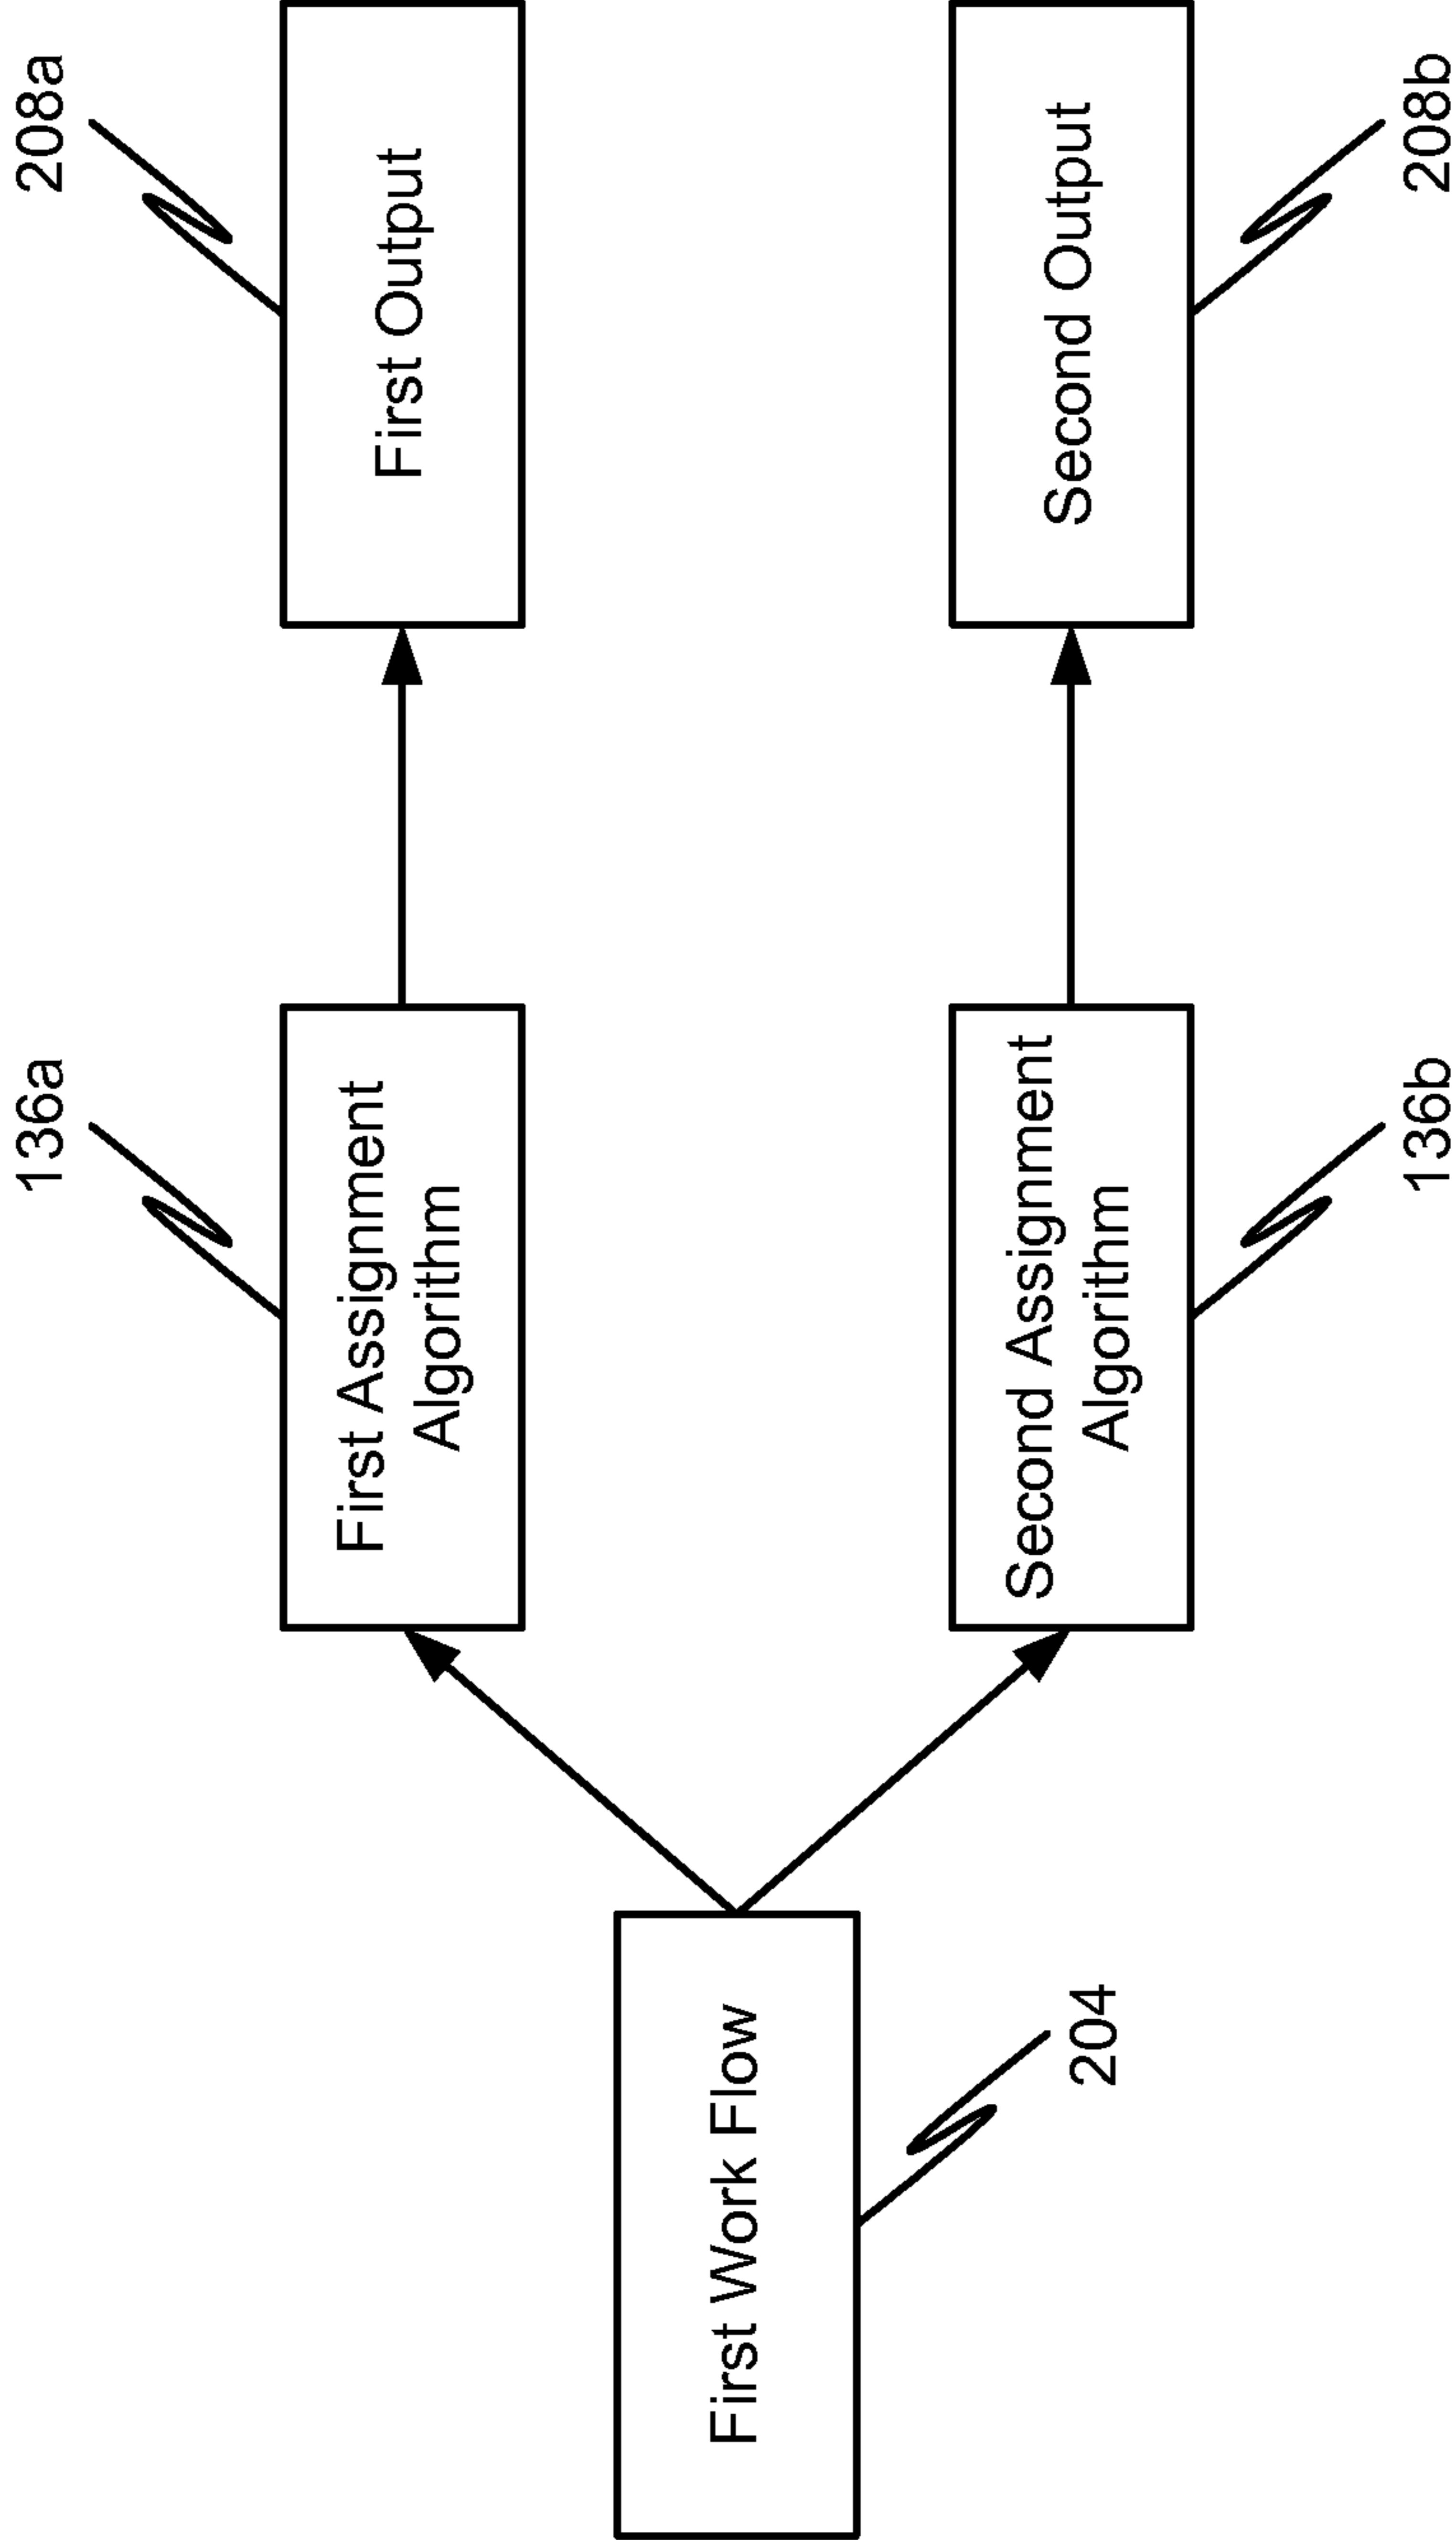 136a
208a
First Assignment
Algorithm
First Output
First Work Flow
204
Second Assignment
Algorithm
Second Output
136b
208b